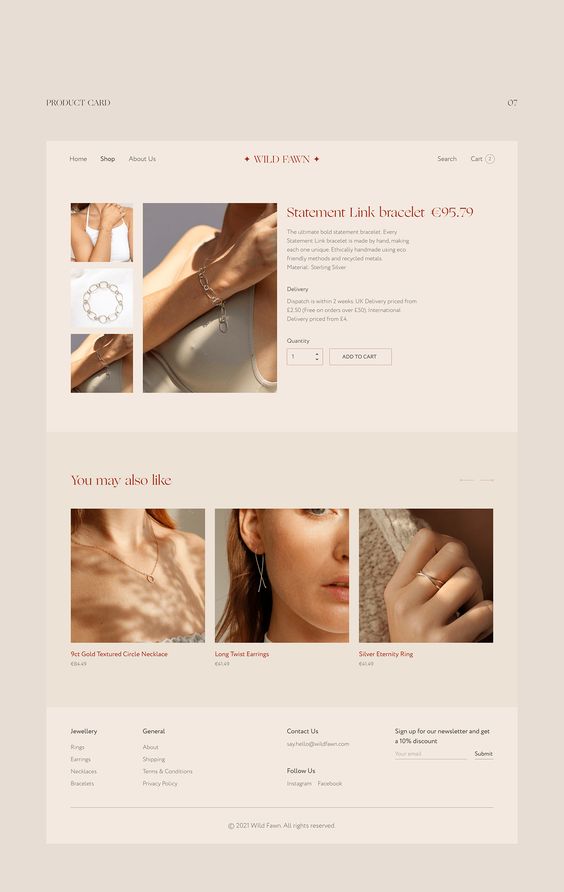 PRODUCT CARD
07
Home
Shop
About Us
✦ WILD FAWN ✦
Search
Cart 2
Statement Link bracelet €95.79
The ultimate bold statement bracelet. Every
Statement Link bracelet is made by hand, making
each one unique. Ethically handmade using eco
friendly methods and recycled metals.
Material: Sterling Silver
Delivery
Dispatch is within 2 weeks. UK Delivery priced from
£2.50 (Free on orders over £50), International
Delivery priced from £4.
Quantity
1
ADD TO CART
You may also like
9ct Gold Textured Circle Necklace
€84.49
Long Twist Earrings
€41.49
Silver Eternity Ring
€41.49
Jewellery
Rings
Earrings
Necklaces
Bracelets
General
About
Shipping
Terms & Conditions
Privacy Policy
Contact Us
say.hello@wildfawn.com
Follow Us
Instagram Facebook
Sign up for our newsletter and get
a 10% discount
Your email
Submit
© 2021 Wild Fawn. All rights reserved.